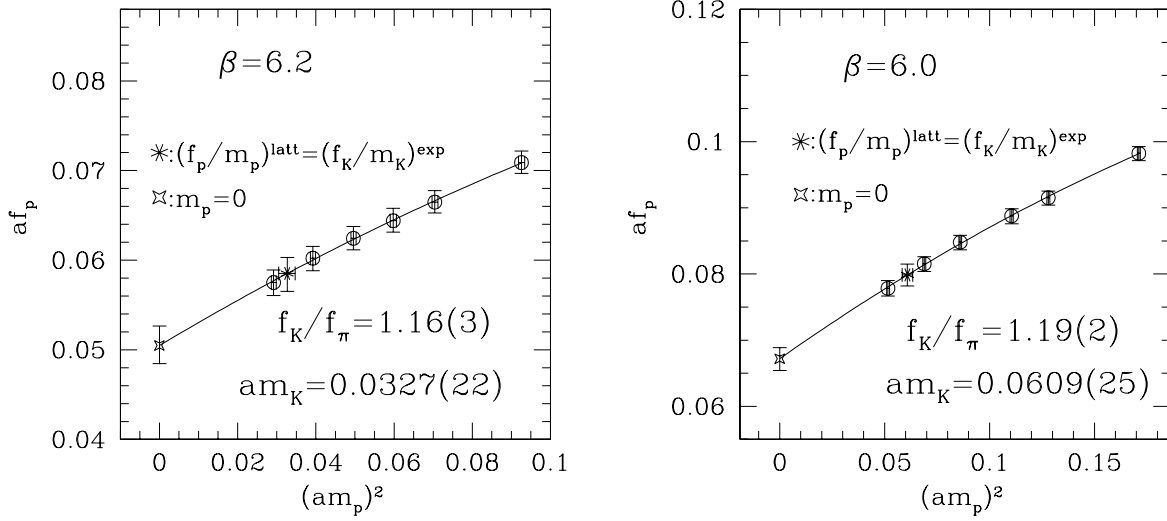 β=6.2
∗:(f_p/m_p)^latt=(f_K/m_K)^exp
☆:m_p=0
f_K/f_π=1.16(3)
am_K=0.0327(22)
af_p
0.08
0.07
0.06
0.05
0.04
0
0.02
0.04
0.06
0.08
0.1
(am_p)²
β=6.0
∗:(f_p/m_p)^latt=(f_K/m_K)^exp
☆:m_p=0
f_K/f_π=1.19(2)
am_K=0.0609(25)
af_p
0.12
0.1
0.08
0.06
0
0.05
0.1
0.15
(am_p)²